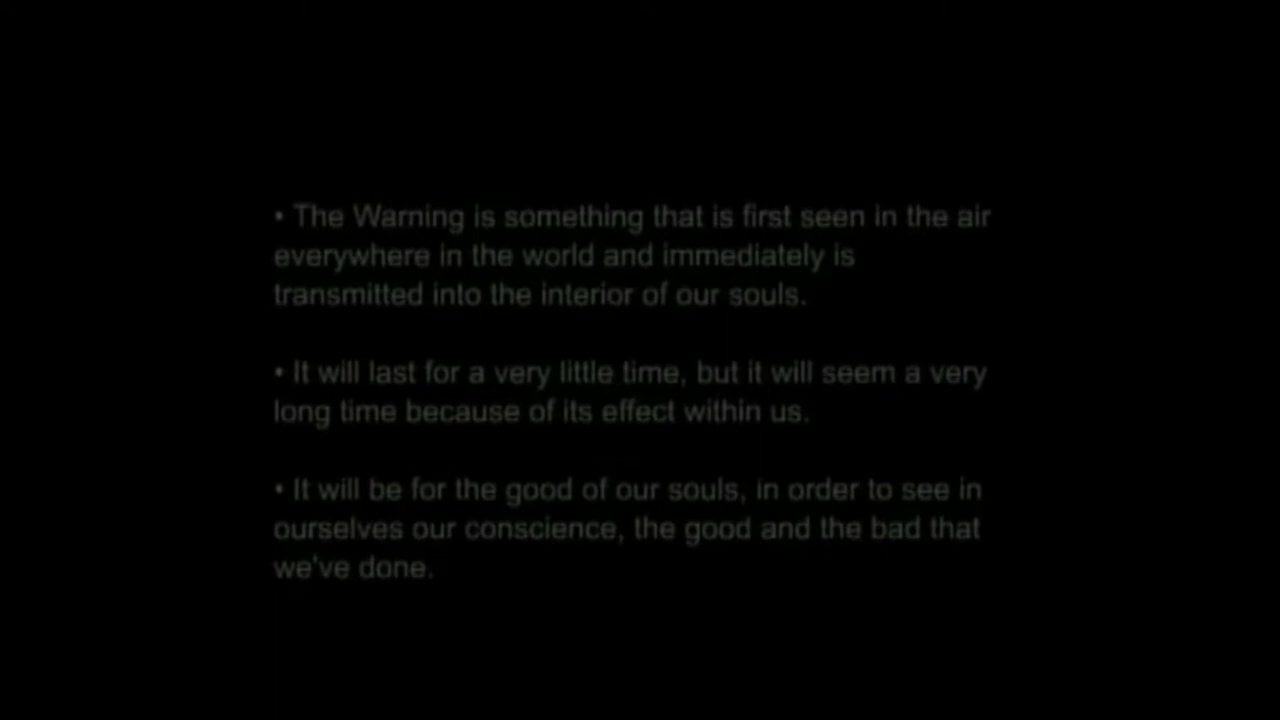 • The Warning is something that is first seen in the air
everywhere in the world and immediately is
transmitted into the interior of our souls.
• It will last for a very little time, but it will seem a very
long time because of its effect within us.
• It will be for the good of our souls, in order to see in
ourselves our conscience, the good and the bad that
we've done.